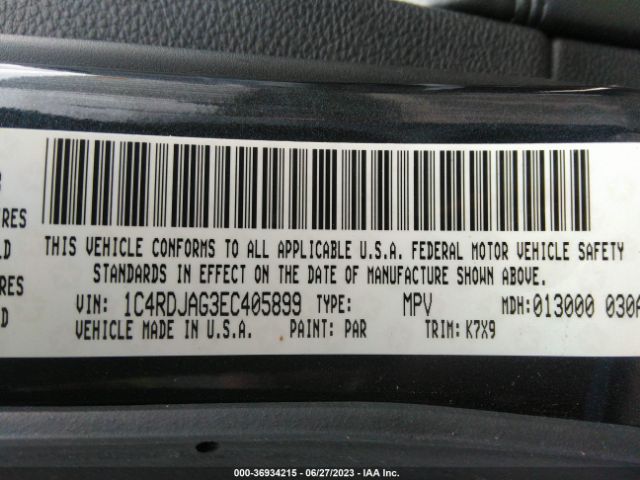 RES
LD
RES
D
THIS VEHICLE CONFORMS TO ALL APPLICABLE U.S.A. FEDERAL MOTOR VEHICLE SAFETY
STANDARDS IN EFFECT ON THE DATE OF MANUFACTURE SHOWN ABOVE.
VIN: 1C4RDJAG3EC405899 TYPE: MPV MDH:013000 030A
VEHICLE MADE IN U.S.A. PAINT: PAR TRIM: K7X9
000-36934215 - 06/27/2023 - IAA Inc.